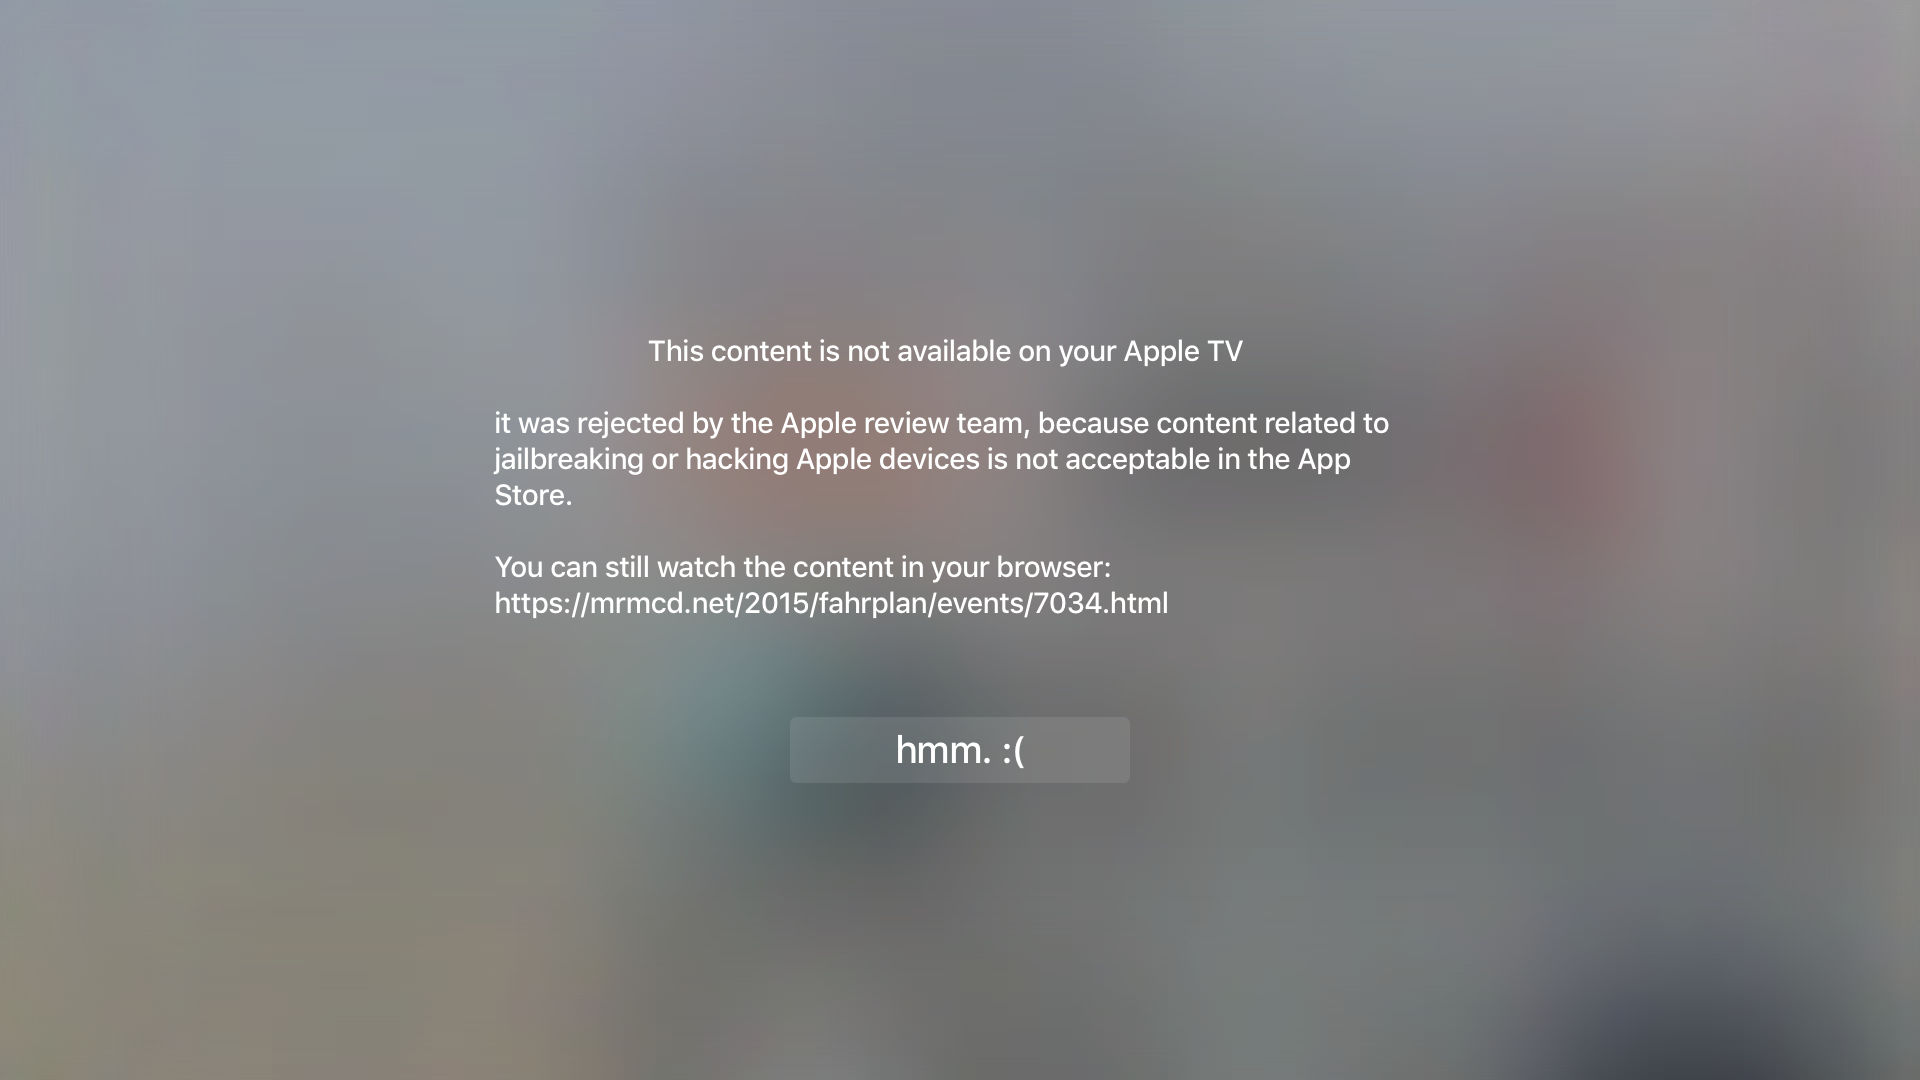 This content is not available on your Apple TV
it was rejected by the Apple review team, because content related to
jailbreaking or hacking Apple devices is not acceptable in the App
Store.
You can still watch the content in your browser:
https://mrmcd.net/2015/fahrplan/events/7034.html
hmm. :(